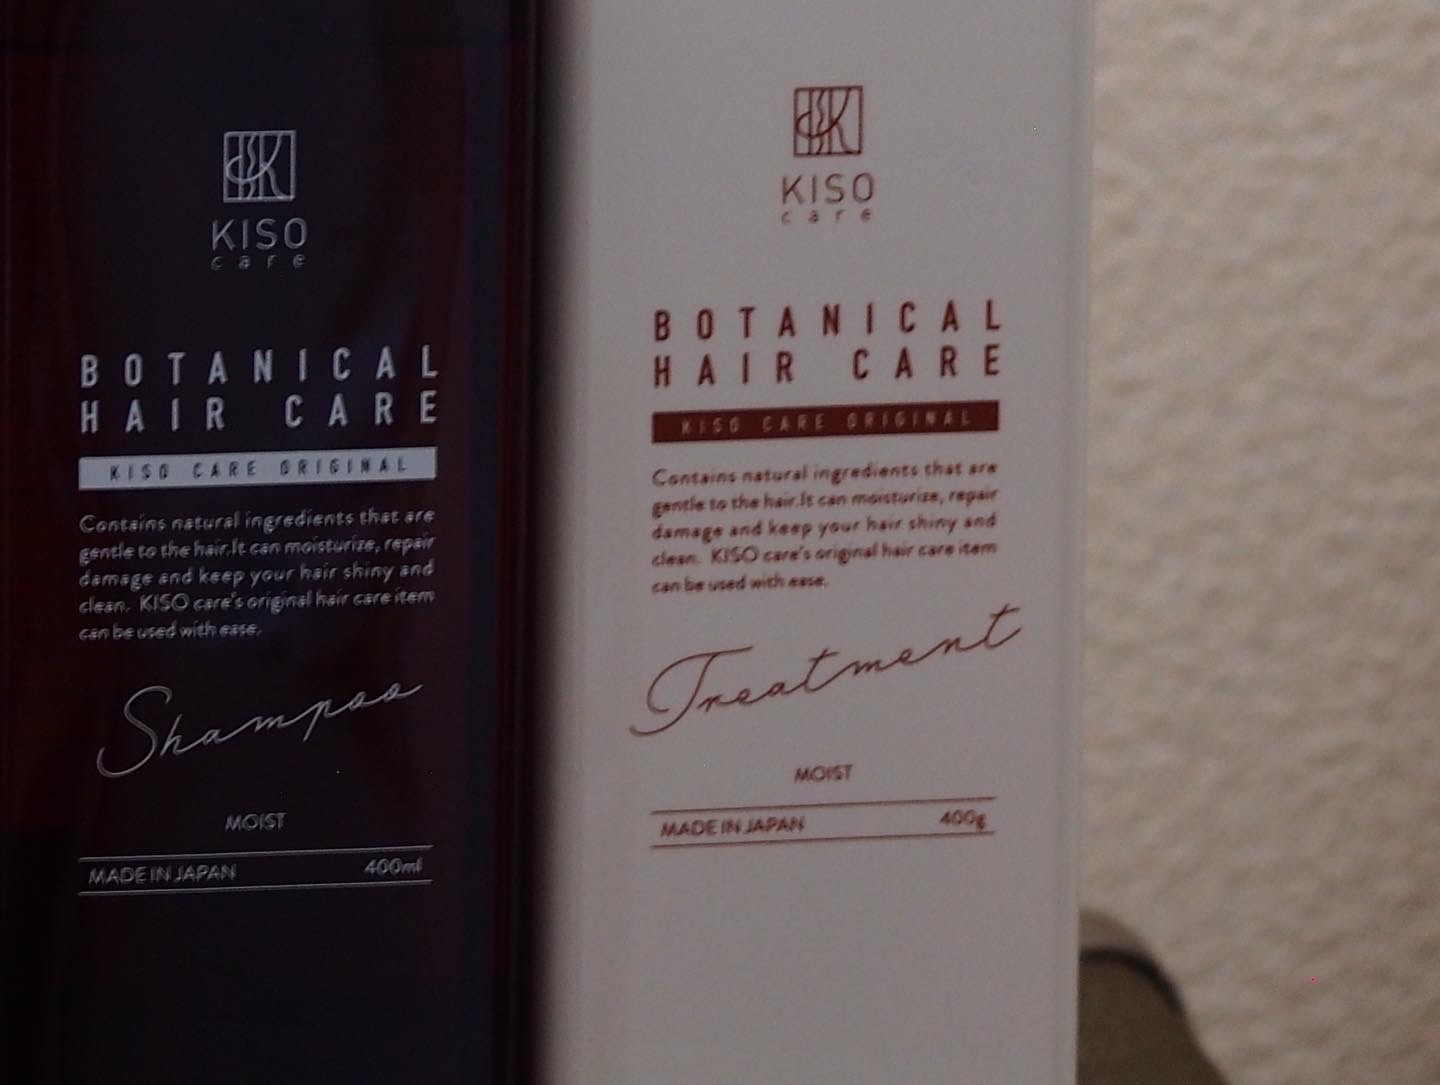 KISO
care
BOTANICAL
HAIR CARE
KISO CARE ORIGINAL
Contains natural ingredients that are
gentle to the hair.It can moisturize, repair
damage and keep your hair shiny and
clean. KISO care's original hair care item
can be used with ease.
Shampoo
MOIST
MADE IN JAPAN 400ml
KISO
care
BOTANICAL
HAIR CARE
KISO CARE ORIGINAL
Contains natural ingredients that are
gentle to the hair.It can moisturize, repair
damage and keep your hair shiny and
clean. KISO care's original hair care item
can be used with ease.
Treatment
MOIST
MADE IN JAPAN 400g